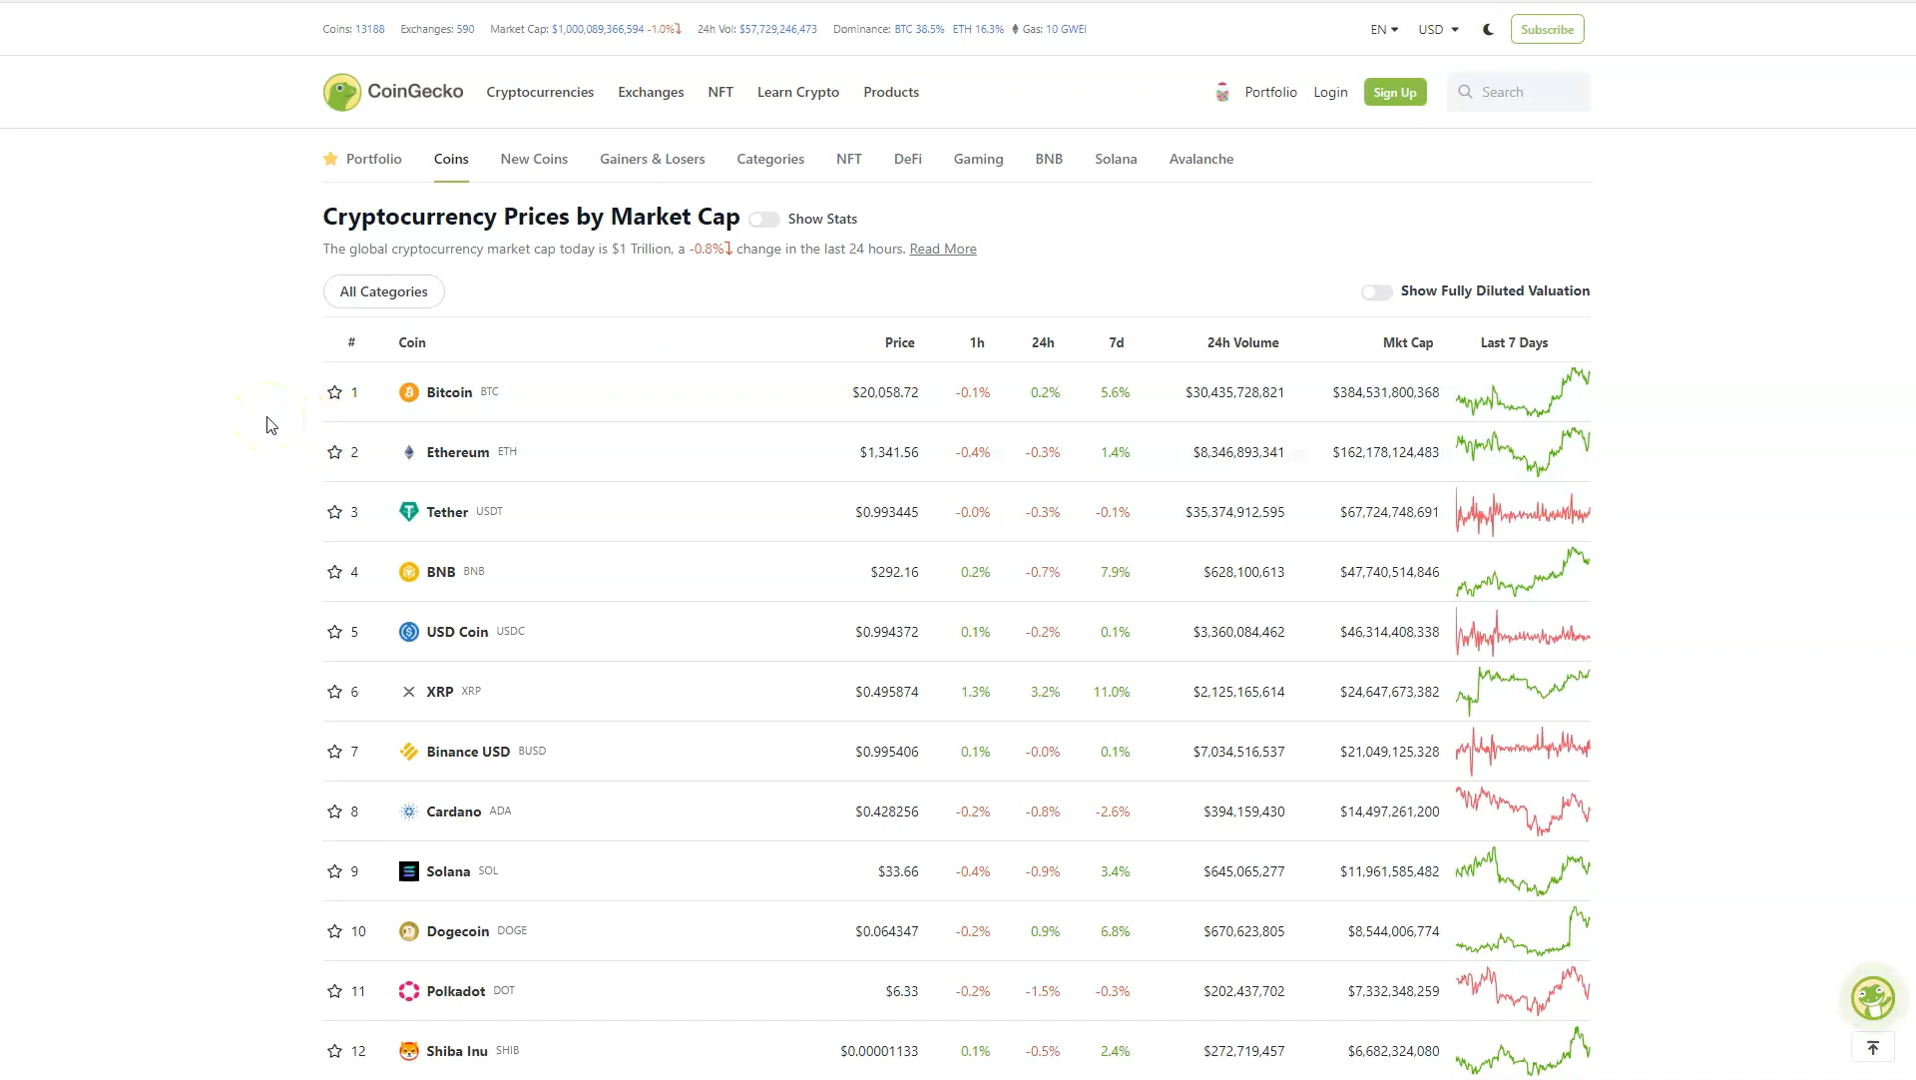 Coins: 13188 Exchanges: 590 Market Cap: $1,000,089,366,594 -1.0% 24h Vol: $57,729,246,473 Dominance: BTC 38.5% ETH 16.3% Gas: 10 GWEI EN USD Subscribe
CoinGecko Cryptocurrencies Exchanges NFT Learn Crypto Products Portfolio Login Sign Up Search
Portfolio Coins New Coins Gainers & Losers Categories NFT DeFi Gaming BNB Solana Avalanche
Cryptocurrency Prices by Market Cap Show Stats
The global cryptocurrency market cap today is $1 Trillion, a -0.8% change in the last 24 hours. Read More
All Categories Show Fully Diluted Valuation
# Coin Price 1h 24h 7d 24h Volume Mkt Cap Last 7 Days
1 Bitcoin BTC $20,058.72 -0.1% 0.2% 5.6% $30,435,728,821 $384,531,800,368
2 Ethereum ETH $1,341.56 -0.4% -0.3% 1.4% $8,346,893,341 $162,178,124,483
3 Tether USDT $0.993445 -0.0% -0.3% -0.1% $35,374,912,595 $67,724,748,691
4 BNB BNB $292.16 0.2% -0.7% 7.9% $628,100,613 $47,740,514,846
5 USD Coin USDC $0.994372 0.1% -0.2% 0.1% $3,360,084,462 $46,314,408,338
6 XRP XRP $0.495874 1.3% 3.2% 11.0% $2,125,165,614 $24,647,673,382
7 Binance USD BUSD $0.995406 0.1% -0.0% 0.1% $7,034,516,537 $21,049,125,328
8 Cardano ADA $0.428256 -0.2% -0.8% -2.6% $394,159,430 $14,497,261,200
9 Solana SOL $33.66 -0.4% -0.9% 3.4% $645,065,277 $11,961,585,482
10 Dogecoin DOGE $0.064347 -0.2% 0.9% 6.8% $670,623,805 $8,544,006,774
11 Polkadot DOT $6.33 -0.2% -1.5% -0.3% $202,437,702 $7,332,348,259
12 Shiba Inu SHIB $0.00001133 0.1% -0.5% 2.4% $272,719,457 $6,682,324,080